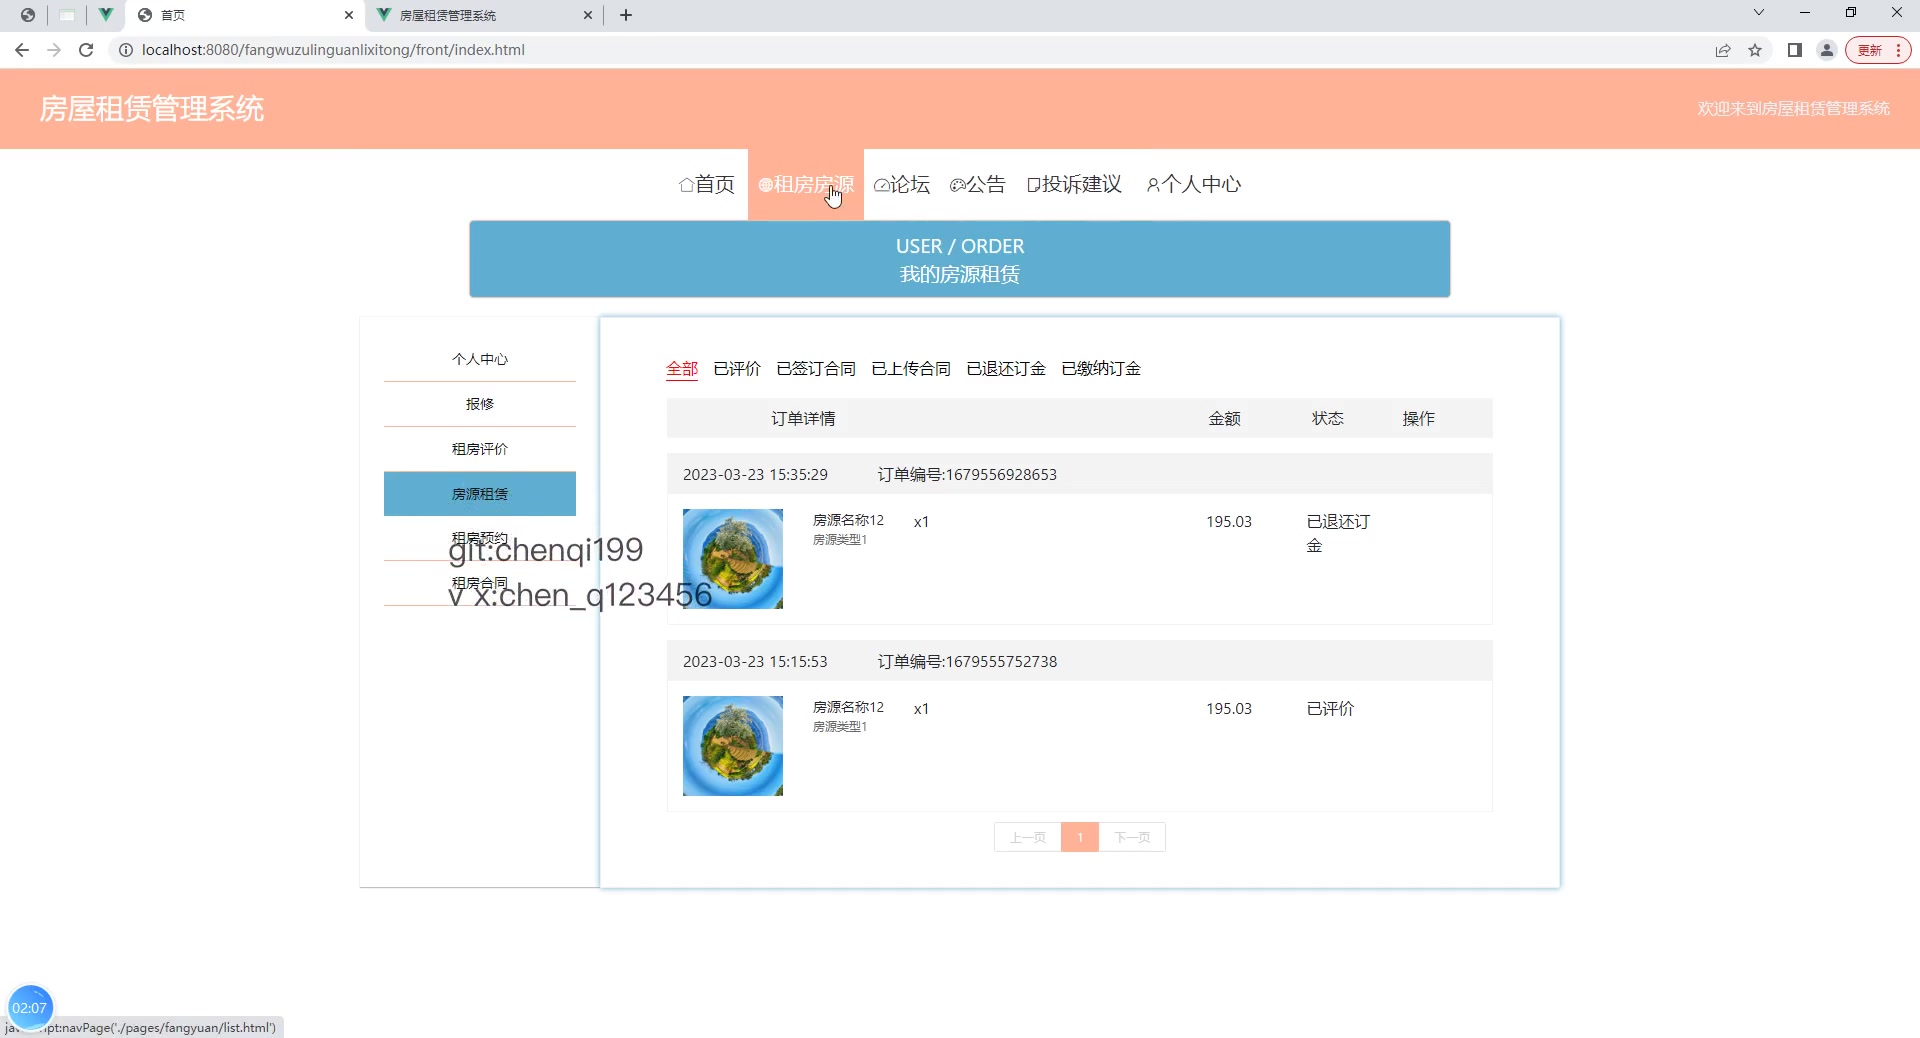 首页
房屋租赁管理系统
localhost:8080/fangwuzulinguanlixitong/front/index.html
更新
房屋租赁管理系统
欢迎来到房屋租赁管理系统
首页
租房房源
论坛
公告
投诉建议
个人中心
USER / ORDER
我的房源租赁
个人中心
报修
租房评价
房源租赁
租房预约
租房合同
全部 已评价 已签订合同 已上传合同 已退还订金 已缴纳订金
订单详情 金额 状态 操作
2023-03-23 15:35:29 订单编号:1679556928653
房源名称12 x1 195.03 已退还订
金
房源类型1
git:chenqi199
v x:chen_q123456
2023-03-23 15:15:53 订单编号:1679555752738
房源名称12 x1 195.03 已评价
房源类型1
上一页 1 下一页
02:07
pt:navPage('./pages/fangyuan/list.html')